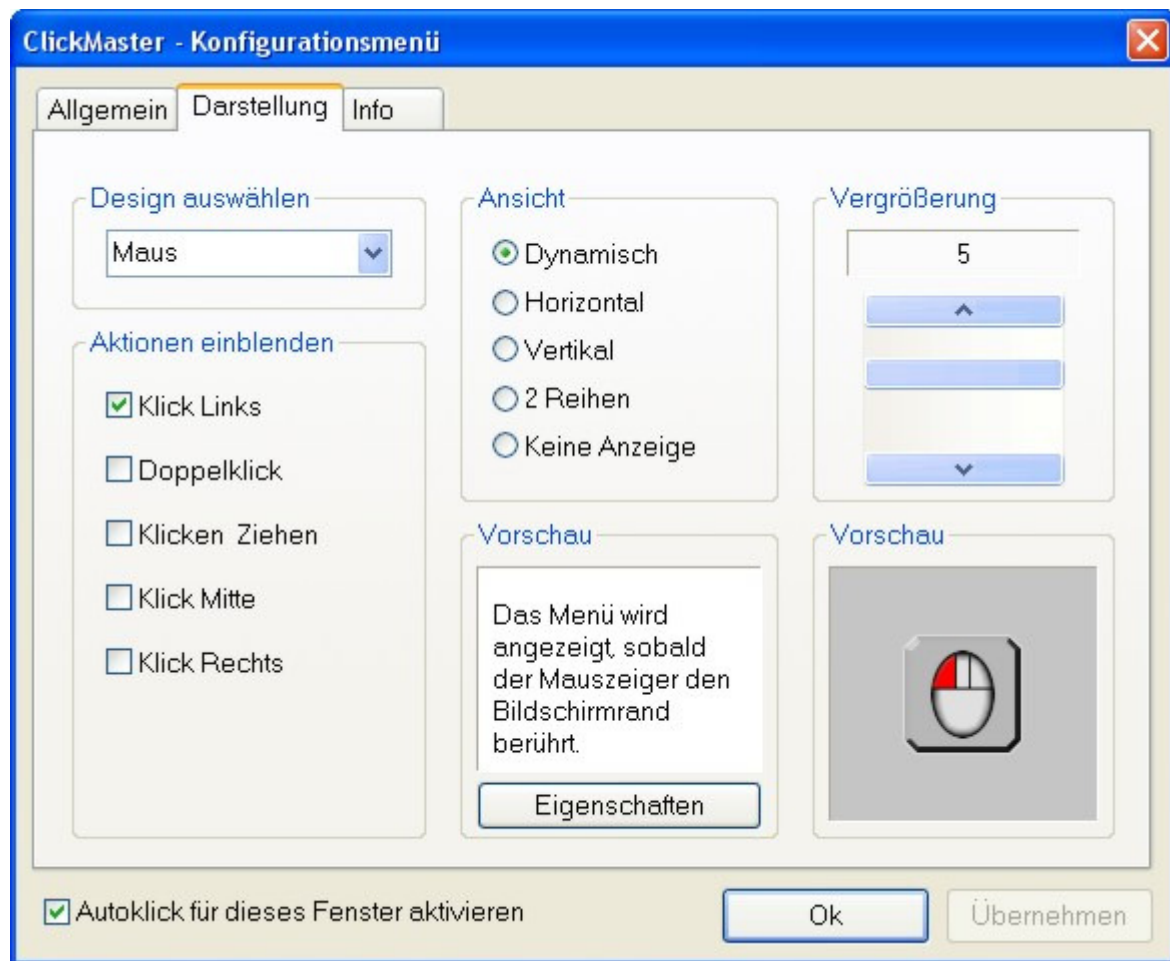 ClickMaster - Konfigurationsmenü
Allgemein
Darstellung
Info
Design auswählen
Maus
Aktionen einblenden
Klick Links
Doppelklick
Klicken  Ziehen
Klick Mitte
Klick Rechts
Ansicht
Dynamisch
Horizontal
Vertikal
2 Reihen
Keine Anzeige
Vergrößerung
5
Vorschau
Das Menü wird
angezeigt, sobald
der Mauszeiger den
Bildschirmrand
berührt.
Eigenschaften
Vorschau
Autoklick für dieses Fenster aktivieren
Ok
Übernehmen